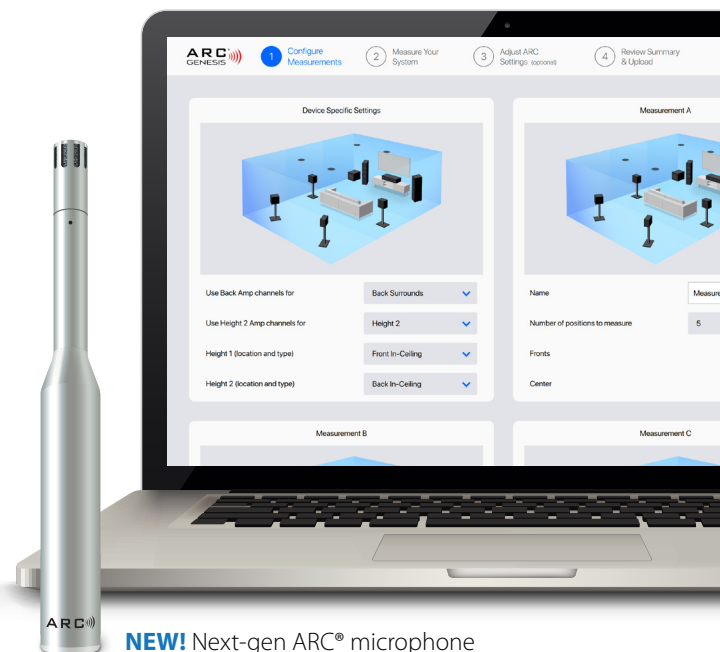 ARC
GENESIS
1
Configure
Measurements
2
Measure Your
System
3
Adjust ARC
Settings (optional)
4
Review Summary
& Upload
Device Specific Settings
Measurement A
Use Back Amp channels for
Back Surrounds
Use Height 2 Amp channels for
Height 2
Height 1 (location and type)
Front In-Ceiling
Height 2 (location and type)
Back In-Ceiling
Name
Measure
Number of positions to measure
5
Fronts
Center
Measurement B
Measurement C
ARC
NEW! Next-gen ARC® microphone